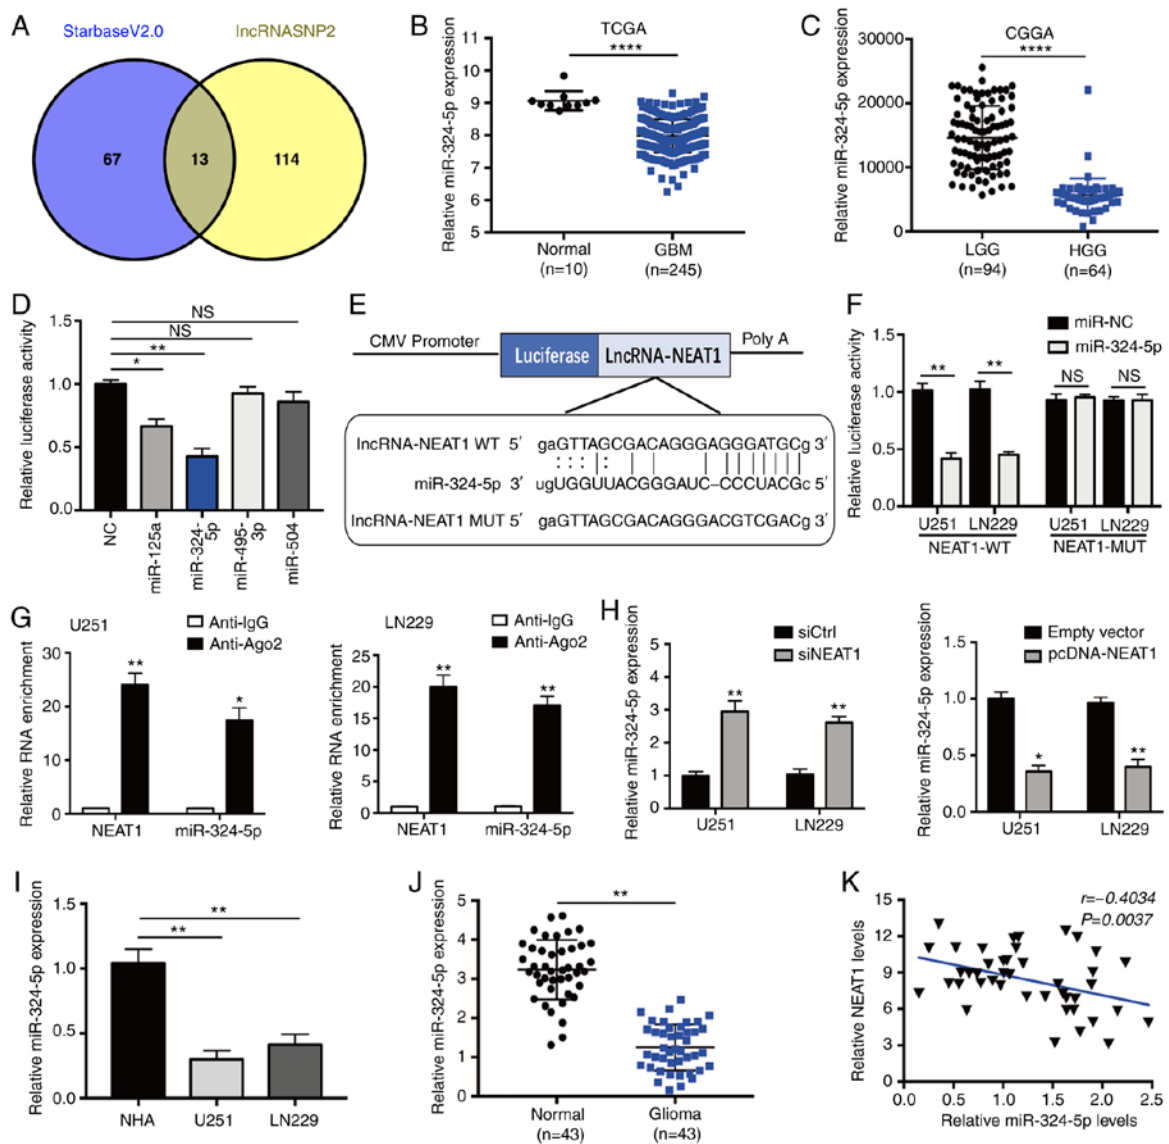 A
StarbaseV2.0
lncRNASNP2
67
13
114
B
TCGA
****
Relative miR-324-5p expression
11
10
9
8
7
6
5
Normal
(n=10)
GBM
(n=245)
C
CGGA
****
Relative miR-324-5p expression
30000
20000
10000
0
LGG
(n=94)
HGG
(n=64)
D
NS
NS
**
*
Relative luciferase activity
1.5
1.0
0.5
0.0
NC
miR-125a
miR-324-5p
miR-495-3p
miR-504
E
CMV Promoter
Luciferase
LncRNA-NEAT1
Poly A
lncRNA-NEAT1 WT 5′ gaGTTAGCGACAGGGAGGGATGCg 3′
miR-324-5p 3′ ugUGGUUACGGGAUC–CCCUACGc 5′
lncRNA-NEAT1 MUT 5′ gaGTTAGCGACAGGGACGTCGACg 3′
F
miR-NC
miR-324-5p
** ** NS NS
Relative luciferase activity
1.5
1.0
0.5
0.0
U251 LN229 U251 LN229
NEAT1-WT NEAT1-MUT
G
U251
Anti-IgG
Anti-Ago2
Relative RNA enrichment
30
20
10
0
**
*
NEAT1 miR-324-5p
LN229
Anti-IgG
Anti-Ago2
Relative RNA enrichment
25
20
15
10
5
0
**
**
NEAT1 miR-324-5p
H
siCtrl
siNEAT1
Relative miR-324-5p expression
5
4
3
2
1
0
**
**
U251 LN229
Empty vector
pcDNA-NEAT1
Relative miR-324-5p expression
1.5
1.0
0.5
0.0
*
**
U251 LN229
I
**
**
Relative miR-324-5p expression
1.5
1.0
0.5
0.0
NHA U251 LN229
J
**
Relative miR-324-5p expression
5
4
3
2
1
0
Normal
(n=43)
Glioma
(n=43)
K
r=−0.4034
P=0.0037
Relative NEAT1 levels
15
12
9
6
3
0
0.0 0.5 1.0 1.5 2.0 2.5
Relative miR-324-5p levels